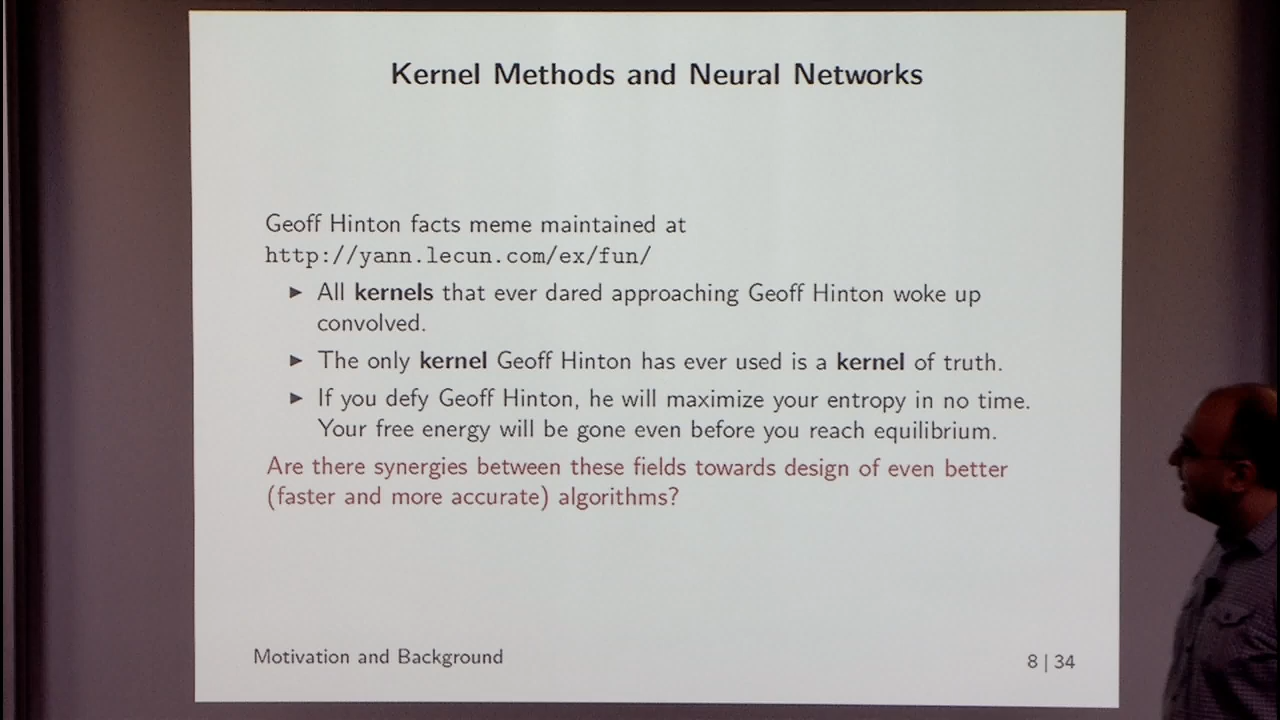 Kernel Methods and Neural Networks
Geoff Hinton facts meme maintained at
http://yann.lecun.com/ex/fun/
► All kernels that ever dared approaching Geoff Hinton woke up
convolved.
► The only kernel Geoff Hinton has ever used is a kernel of truth.
► If you defy Geoff Hinton, he will maximize your entropy in no time.
Your free energy will be gone even before you reach equilibrium.
Are there synergies between these fields towards design of even better
(faster and more accurate) algorithms?
Motivation and Background
8 | 34